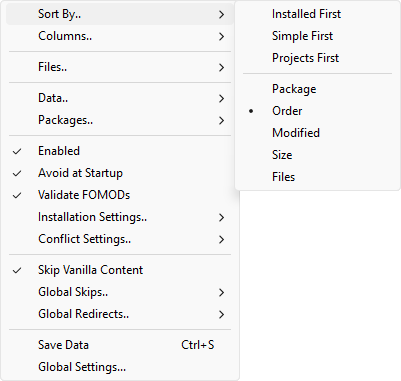 Sort By..
Columns..
Files..
Data..
Packages..
Enabled
Avoid at Startup
Validate FOMODs
Installation Settings..
Conflict Settings..
Skip Vanilla Content
Global Skips..
Global Redirects..
Save Data Ctrl+S
Global Settings...
Installed First
Simple First
Projects First
Package
Order
Modified
Size
Files